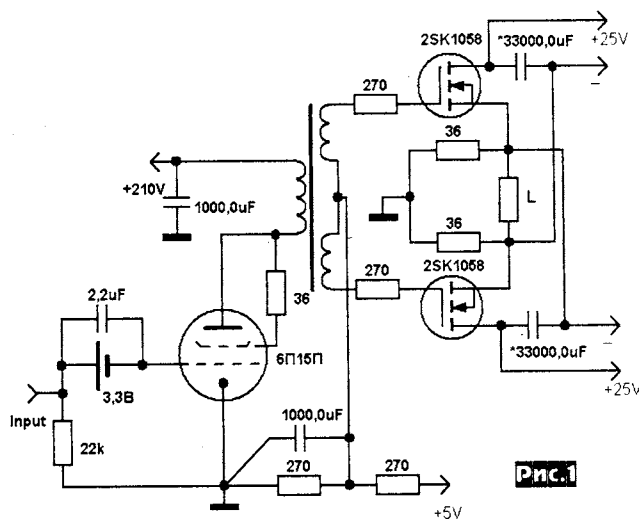 2SK1058
*33000,0uF
+25V
–
270
36
+210V
1000,0uF
L
36
36
270
2SK1058
2,2uF
6П15П
*33000,0uF
–
+25V
3,3В
Input
22k
1000,0uF
270
270
Рис.1
+5V